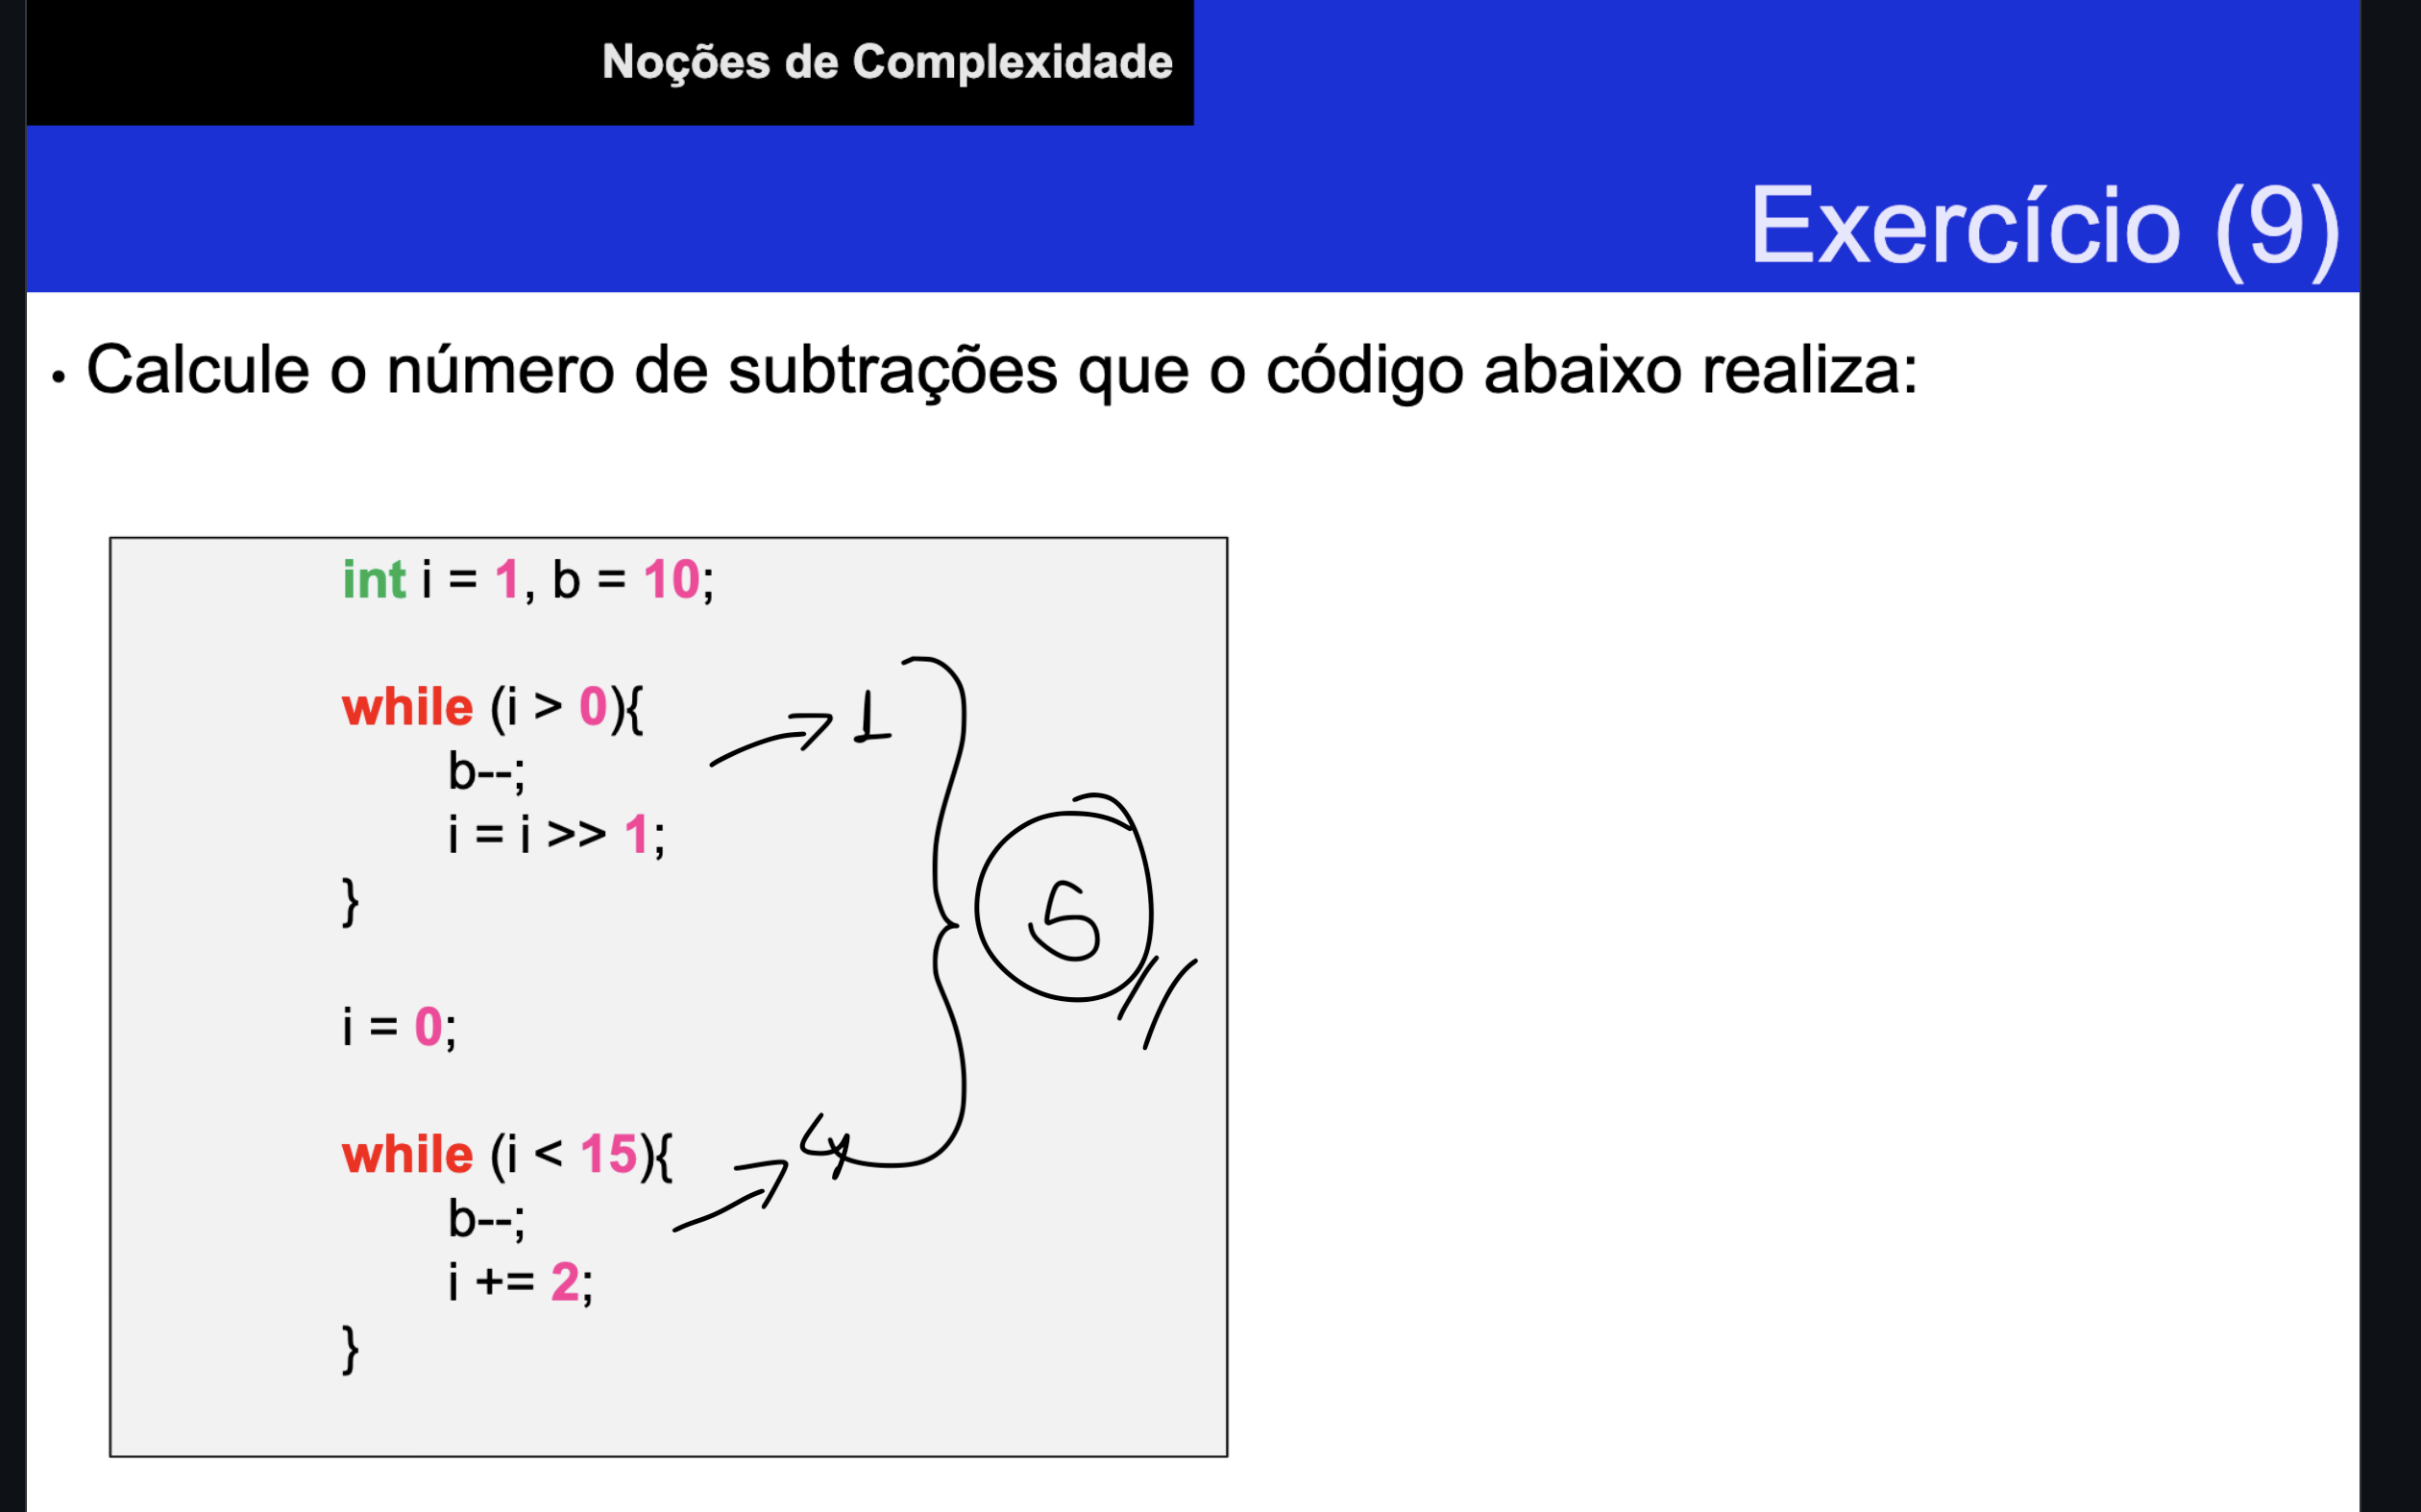 Noções de Complexidade
Exercício (9)
• Calcule o número de subtrações que o código abaixo realiza:
int i = 1, b = 10;
while (i > 0){
1
b--;
i = i >> 1;
}
5
i = 0;
while (i < 15){
4
b--;
i += 2;
}